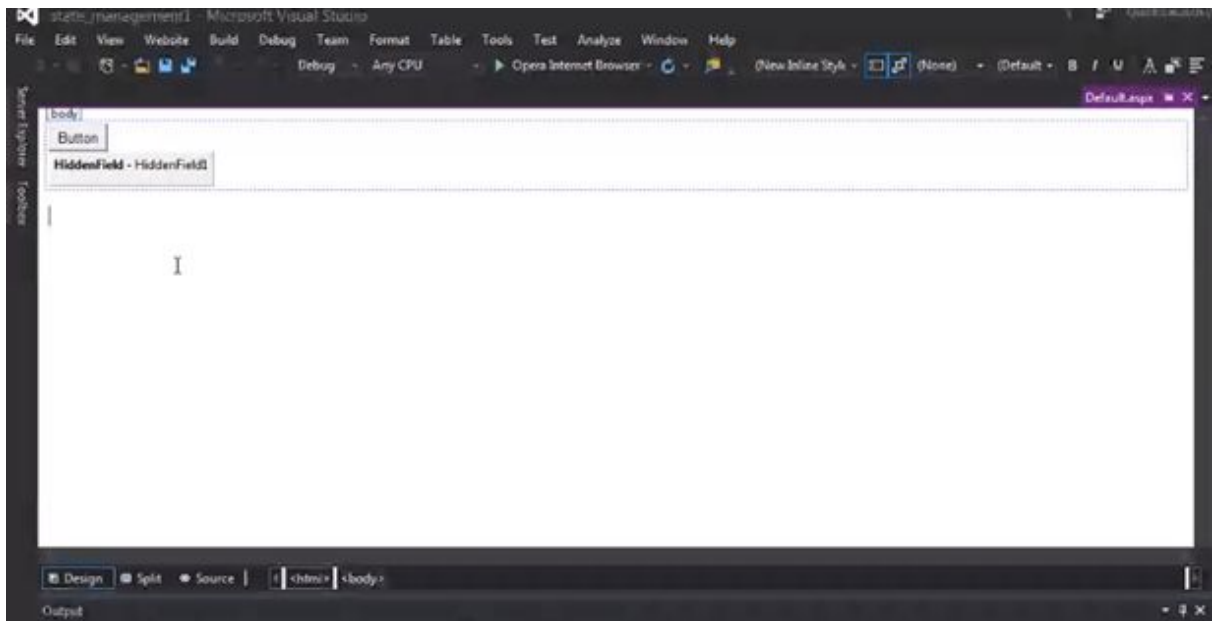 state_management1 - Microsoft Visual Studio
File Edit View Website Build Debug Team Format Table Tools Test Analyze Window Help
Debug Any CPU Opera Internet Browser (New Inline Style (None) (Default B I U A
Default.aspx
Server Explorer Toolbox
body
Button
HiddenField - HiddenField1
Design Split Source <html> <body>
Output